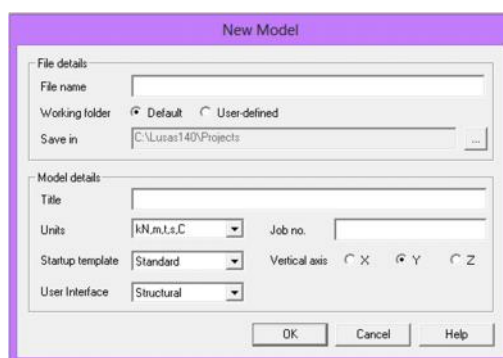 New Model
File details
File name
Working folder Default User-defined
Save in C:\Lusas140\Projects ...
Model details
Title
Units kN,m,t,s,C Job no.
Startup template Standard Vertical axis X Y Z
User Interface Structural
OK Cancel Help